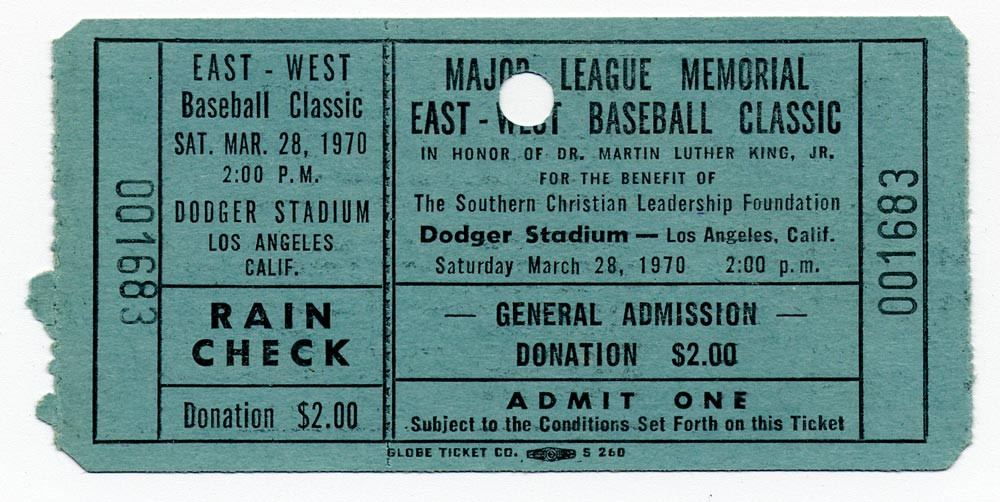 001683
EAST - WEST
Baseball Classic
SAT. MAR. 28, 1970
2:00 P.M.
DODGER STADIUM
LOS ANGELES
CALIF.
RAIN
CHECK
Donation $2.00
MAJOR LEAGUE MEMORIAL
EAST - WEST BASEBALL CLASSIC
IN HONOR OF DR. MARTIN LUTHER KING, JR.
FOR THE BENEFIT OF
The Southern Christian Leadership Foundation
Dodger Stadium — Los Angeles, Calif.
Saturday March 28, 1970 2:00 p.m.
— GENERAL ADMISSION —
DONATION $2.00
ADMIT ONE
Subject to the Conditions Set Forth on this Ticket
001683
GLOBE TICKET CO. S 260